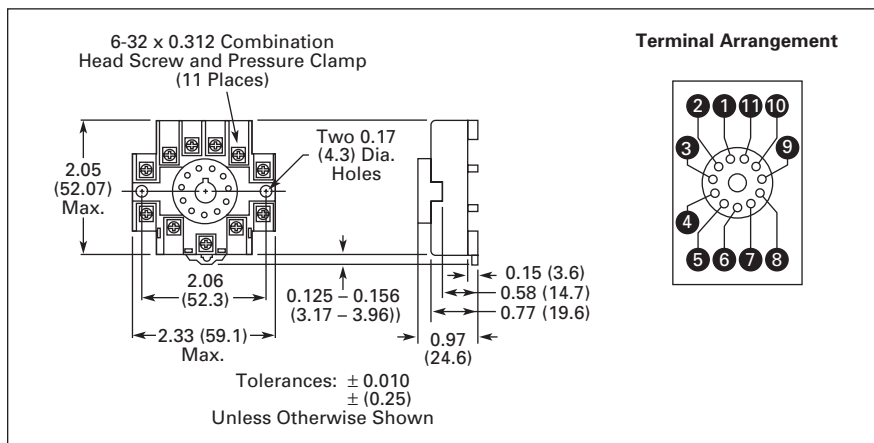 6-32 x 0.312 Combination
Head Screw and Pressure Clamp
(11 Places)
Two 0.17
(4.3) Dia.
Holes
2.05
(52.07)
Max.
2.06
(52.3)
2.33 (59.1)
Max.
0.125 – 0.156
(3.17 – 3.96))
0.15 (3.6)
0.58 (14.7)
0.77 (19.6)
0.97
(24.6)
Tolerances: ± 0.010
± (0.25)
Unless Otherwise Shown
Terminal Arrangement
2 1 11 10
3 9
4
5 6 7 8